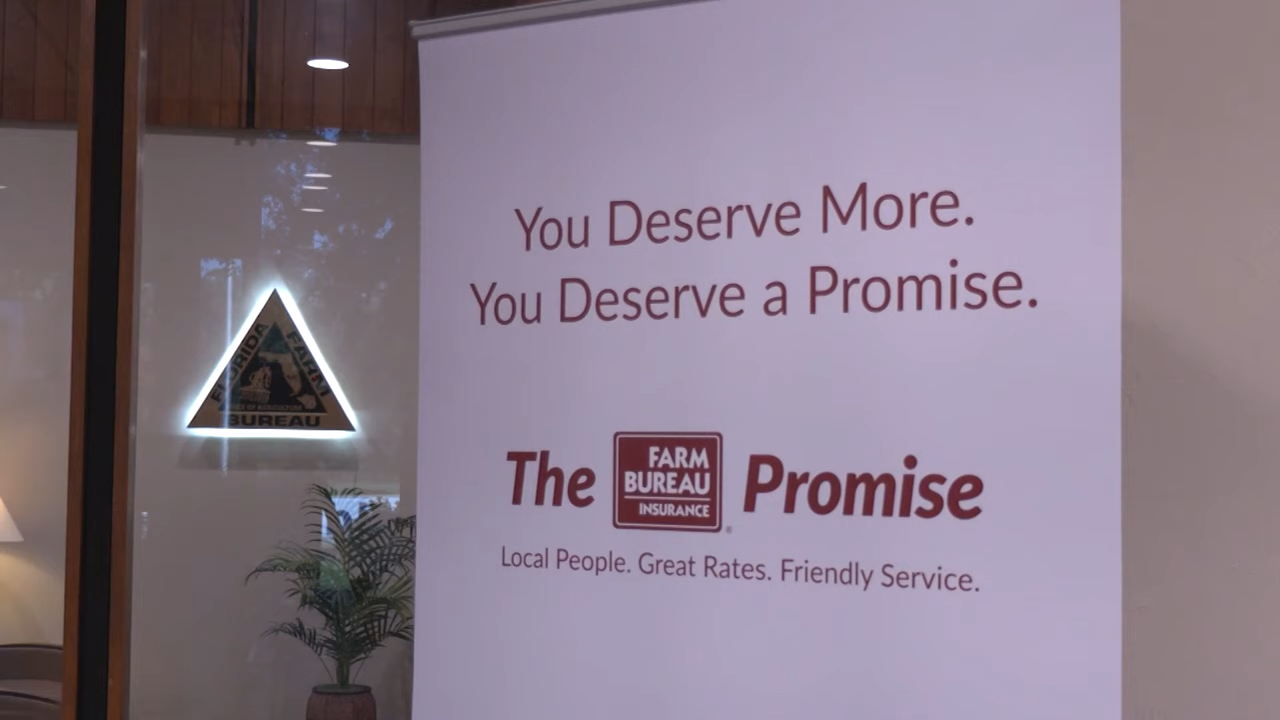 You Deserve More.
You Deserve a Promise.
The FARM BUREAU INSURANCE Promise
Local People. Great Rates. Friendly Service.
FLORIDA FARM
BUREAU